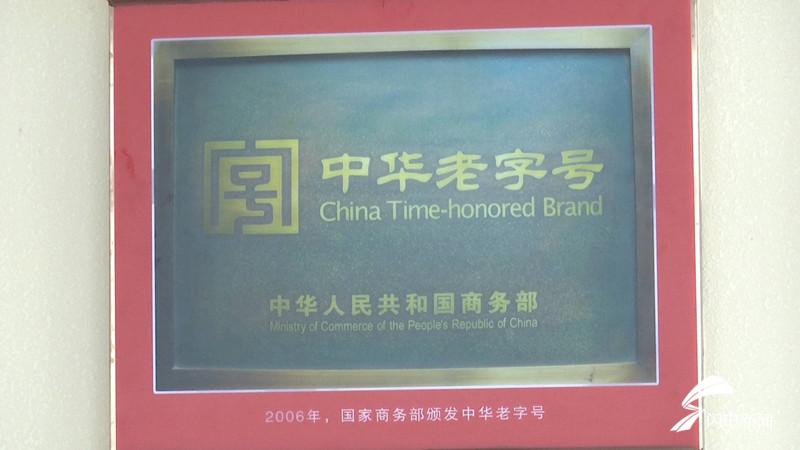 中华老字号
China Time-honored Brand
中华人民共和国商务部
Ministry of Commerce of the People's Republic of China
2006年，国家商务部颁发中华老字号